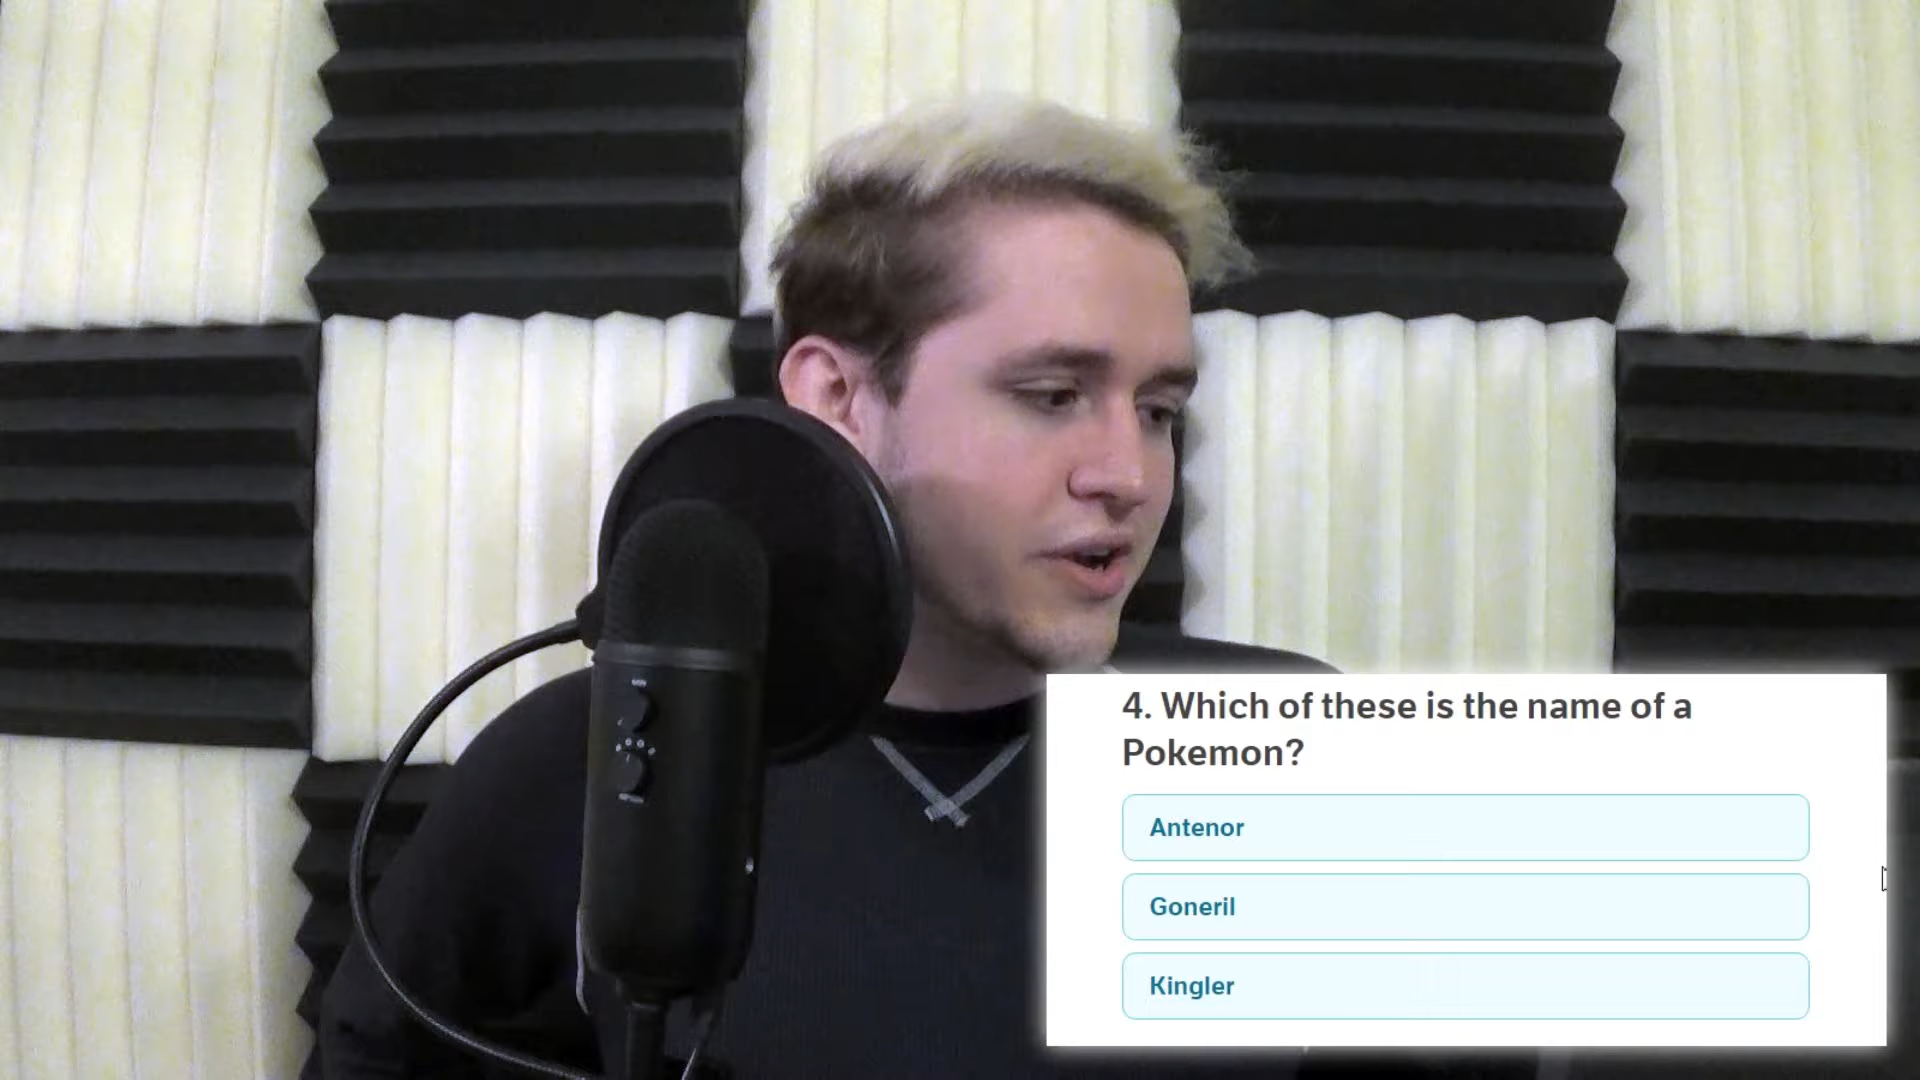 4. Which of these is the name of a
Pokemon?
Antenor
Goneril
Kingler